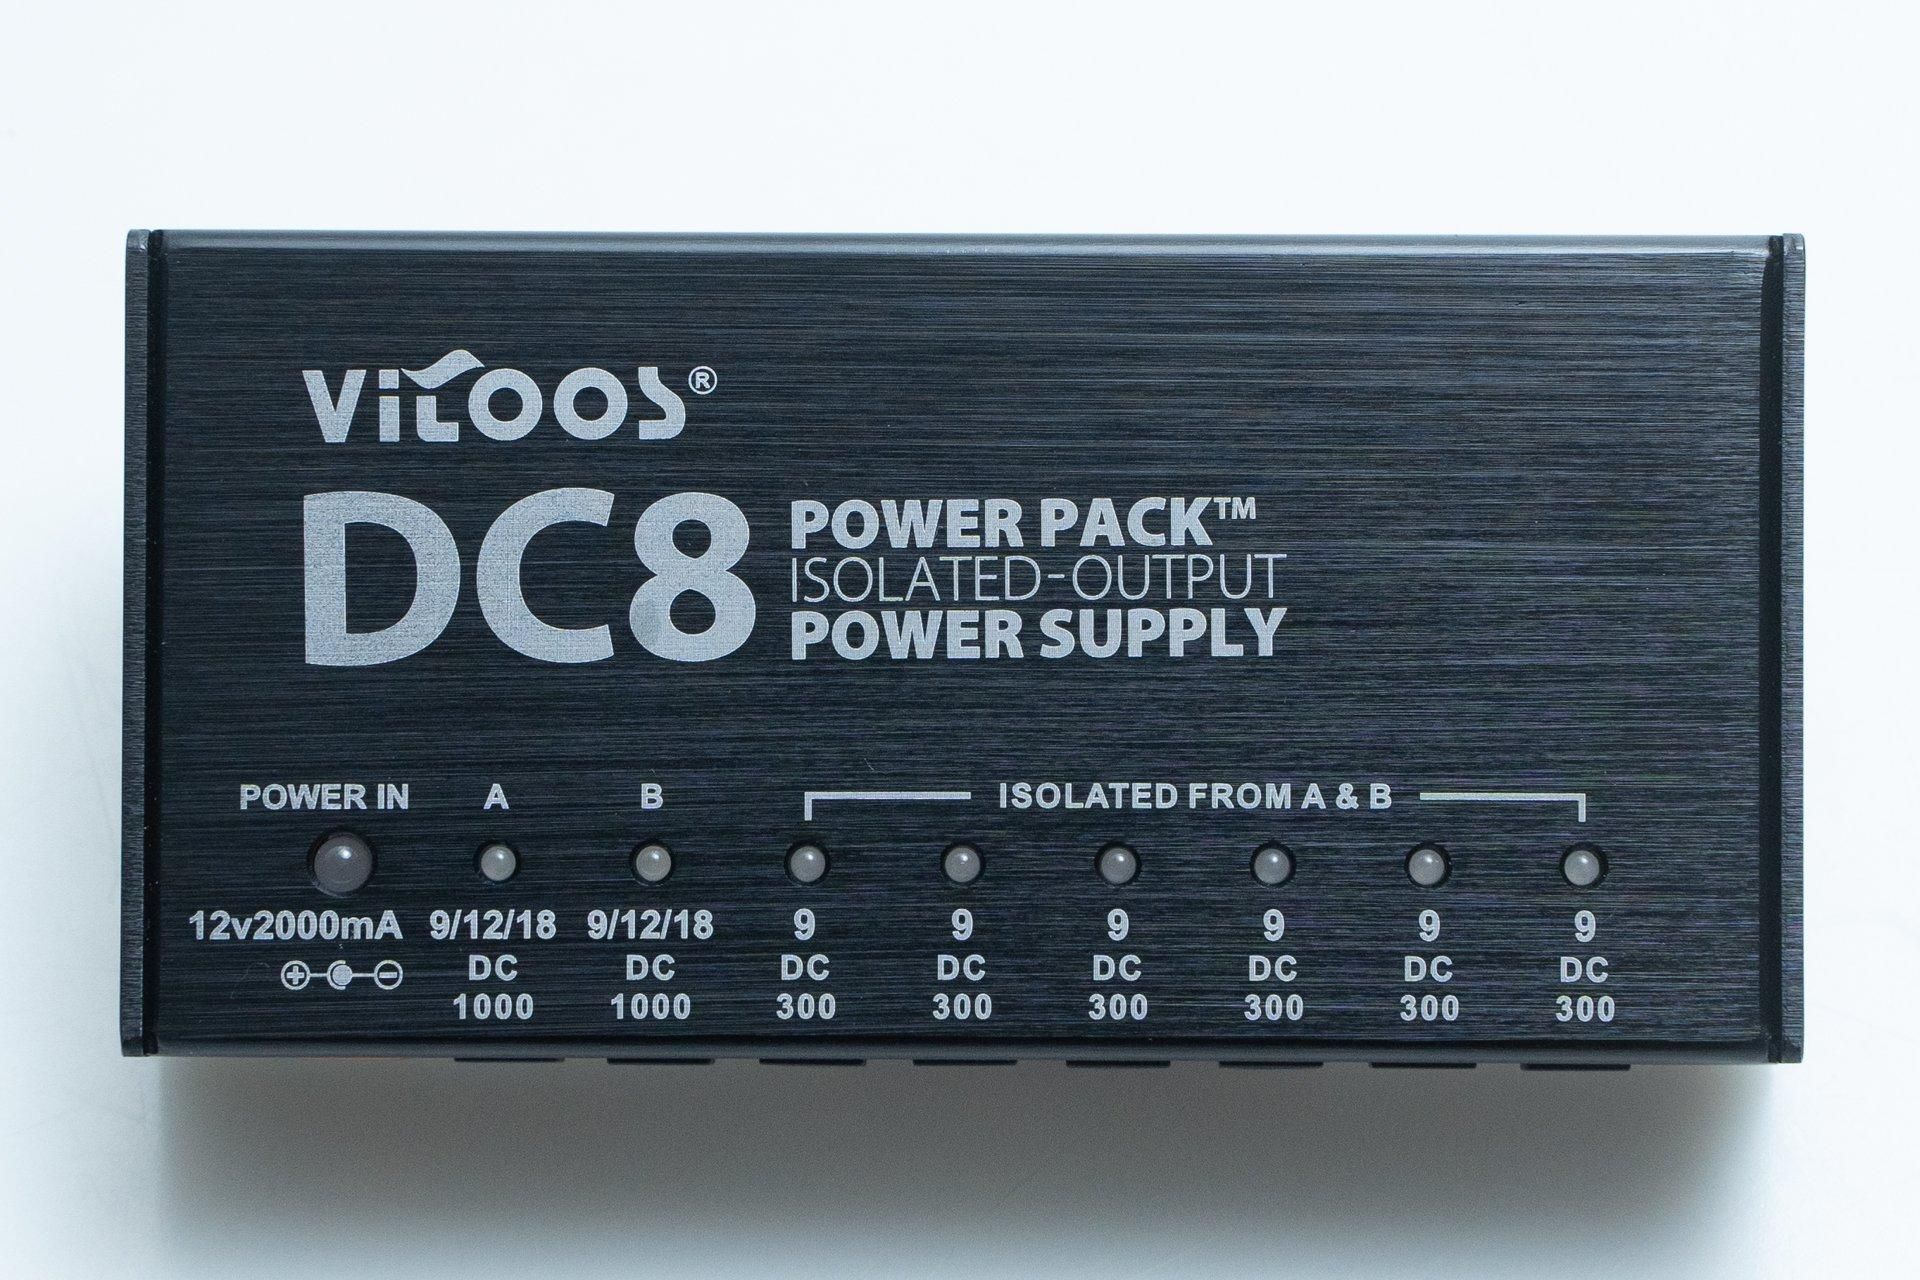 ViTOOS®
DC8
POWER PACK™
ISOLATED-OUTPUT
POWER SUPPLY
POWER IN A B ISOLATED FROM A & B
12v2000mA 9/12/18 9/12/18 9 9 9 9 9 9
DC DC DC DC DC DC DC DC
1000 1000 300 300 300 300 300 300